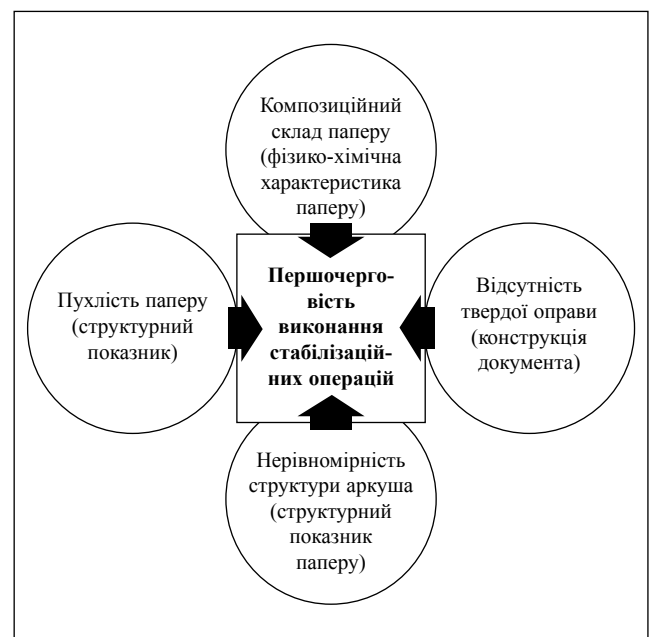 Композиційний
склад паперу
(фізико-хімічна
характеристика
паперу)
Пухлість паперу
(структурний
показник)
Першочерго-
вість
виконання
стабілізацій-
них операцій
Відсутність
твердої оправи
(конструкція
документа)
Нерівномірність
структури аркуша
(структурний
показник
паперу)